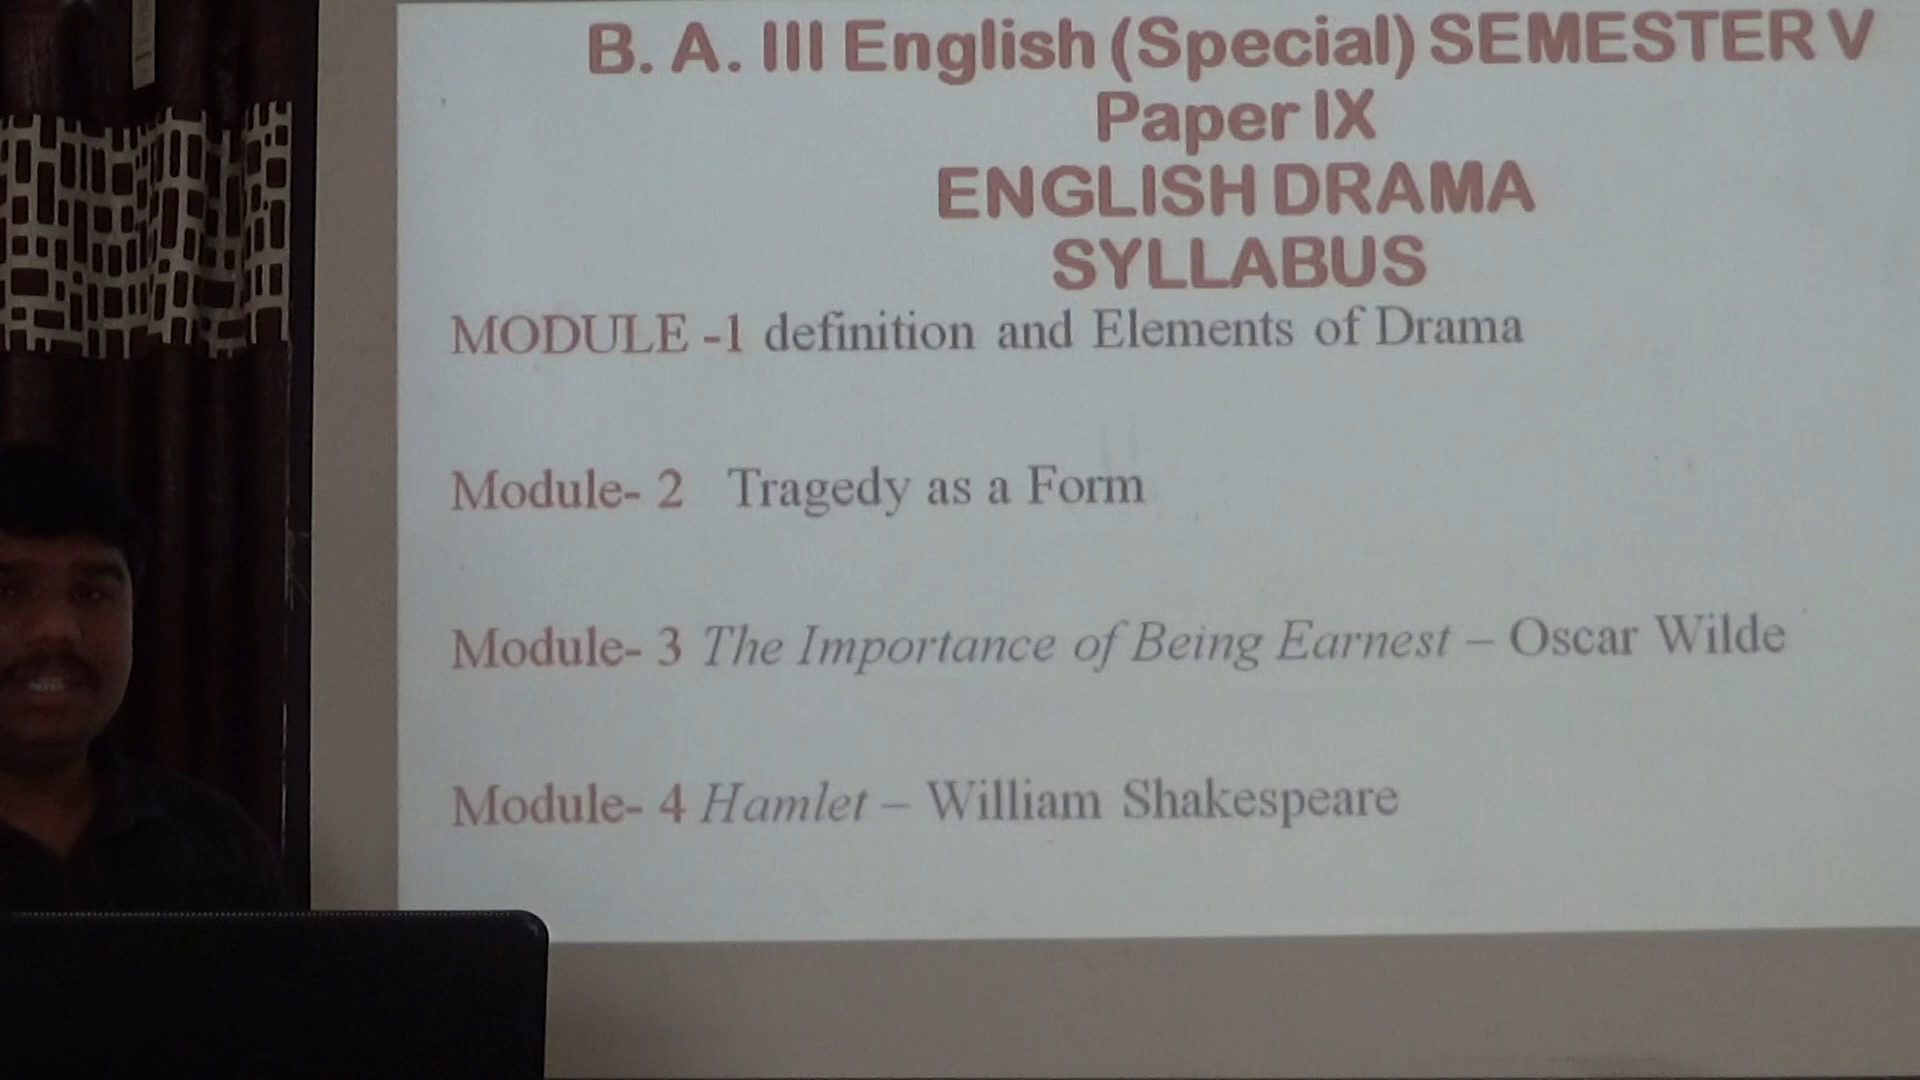 B. A. III English (Special) SEMESTER V
Paper IX
ENGLISH DRAMA
SYLLABUS
MODULE -1 definition and Elements of Drama
Module- 2 Tragedy as a Form
Module- 3 The Importance of Being Earnest – Oscar Wilde
Module- 4 Hamlet – William Shakespeare